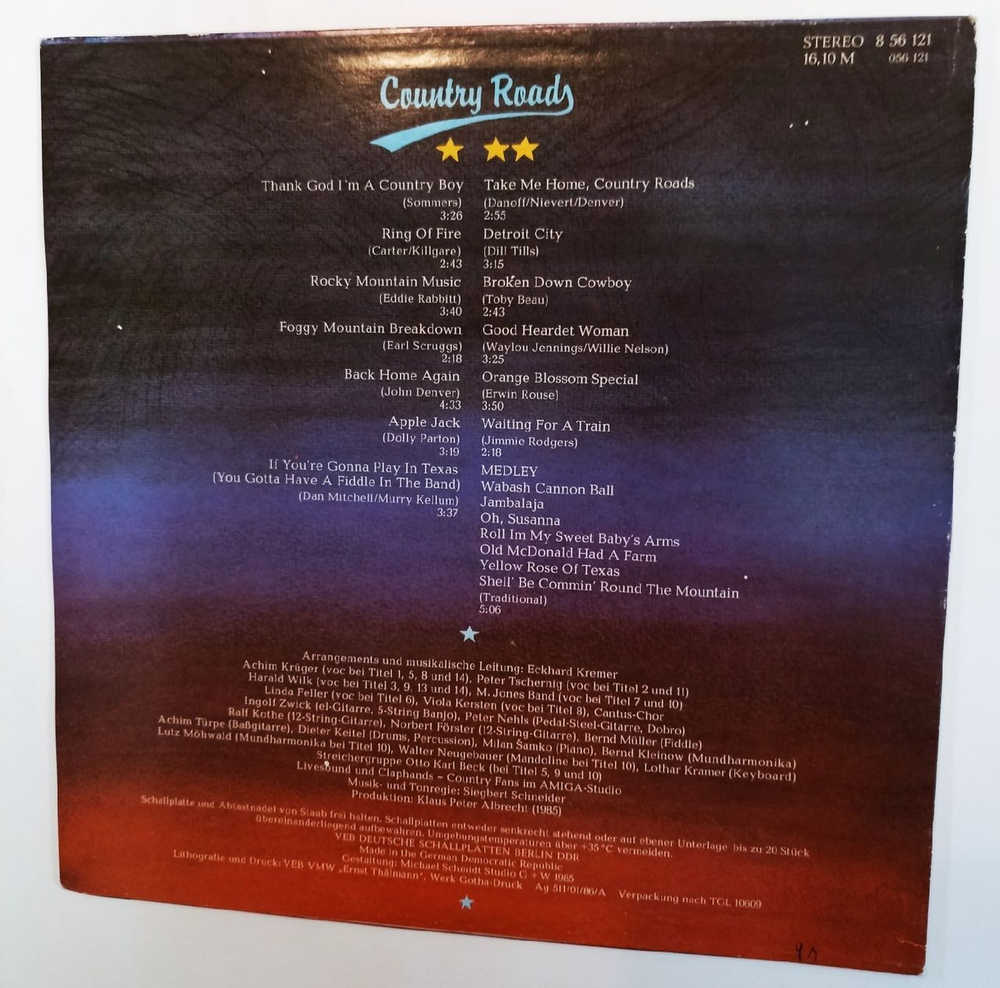 STEREO 8 56 121
16,10 M 056 121
Country Roads
Thank God I'm A Country Boy
(Sommers)
3:26
Ring Of Fire
(Carter/Killgare)
2:43
Rocky Mountain Music
(Eddie Rabbitt)
3:40
Foggy Mountain Breakdown
(Earl Scruggs)
2:18
Back Home Again
(John Denver)
4:33
Apple Jack
(Dolly Parton)
3:19
If You're Gonna Play In Texas
(You Gotta Have A Fiddle In The Band)
(Dan Mitchell/Murry Kellum)
3:37
Take Me Home, Country Roads
(Danoff/Nievert/Denver)
2:55
Detroit City
(Dill Tills)
3:15
Broken Down Cowboy
(Toby Beau)
2:43
Good Heardet Woman
(Waylou Jennings/Willie Nelson)
3:25
Orange Blossom Special
(Erwin Rouse)
3:50
Waiting For A Train
(Jimmie Rodgers)
2:18
MEDLEY
Wabash Cannon Ball
Jambalaja
Oh, Susanna
Roll Im My Sweet Baby's Arms
Old McDonald Had A Farm
Yellow Rose Of Texas
Shell' Be Commin' Round The Mountain
(Traditional)
5:06
Arrangements und musikalische Leitung: Eckhard Kremer
Achim Krüger (voc bei Titel 1, 5, 8 und 14), Peter Tschernig (voc bei Titel 2 und 11)
Harald Wilk (voc bei Titel 3, 9, 13 und 14), M. Jones Band (voc bei Titel 7 und 10)
Linda Feller (voc bei Titel 6), Viola Kersten (voc bei Titel 8), Cantus-Chor
Ingolf Zwick (el-Gitarre, 5-String Banjo), Peter Nehls (Pedal-Steel-Gitarre, Dobro)
Ralf Kothe (12-String-Gitarre), Norbert Förster (12-String-Gitarre), Bernd Müller (Fiddle)
Achim Türpe (Baßgitarre), Dieter Keitel (Drums, Percussion), Milan Šamko (Piano), Bernd Kleinow (Mundharmonika)
Lutz Möhwald (Mundharmonika bei Titel 10), Walter Neugebauer (Mandoline bei Titel 10), Lothar Kramer (Keyboard)
Streichergruppe Otto Karl Beck (bei Titel 5, 9 und 10)
Livesound und Claphands – Country Fans im AMIGA-Studio
Musik- und Tonregie: Siegbert Schneider
Produktion: Klaus Peter Albrecht (1985)
Schallplatte und Abtastnadel von Staub frei halten, Schallplatten entweder senkrecht stehend oder auf ebener Unterlage bis zu 20 Stück
übereinanderliegend aufbewahren. Umgebungstemperaturen über +35°C vermeiden.
VEB DEUTSCHE SCHALLPLATTEN BERLIN DDR
Made in the German Democratic Republic
Gestaltung: Michael Schmidt Studio G + W 1985
Lithografie und Druck: VEB VMW „Ernst Thälmann", Werk Gotha-Druck Ag 511/01/86/A Verpackung nach TGL 10609